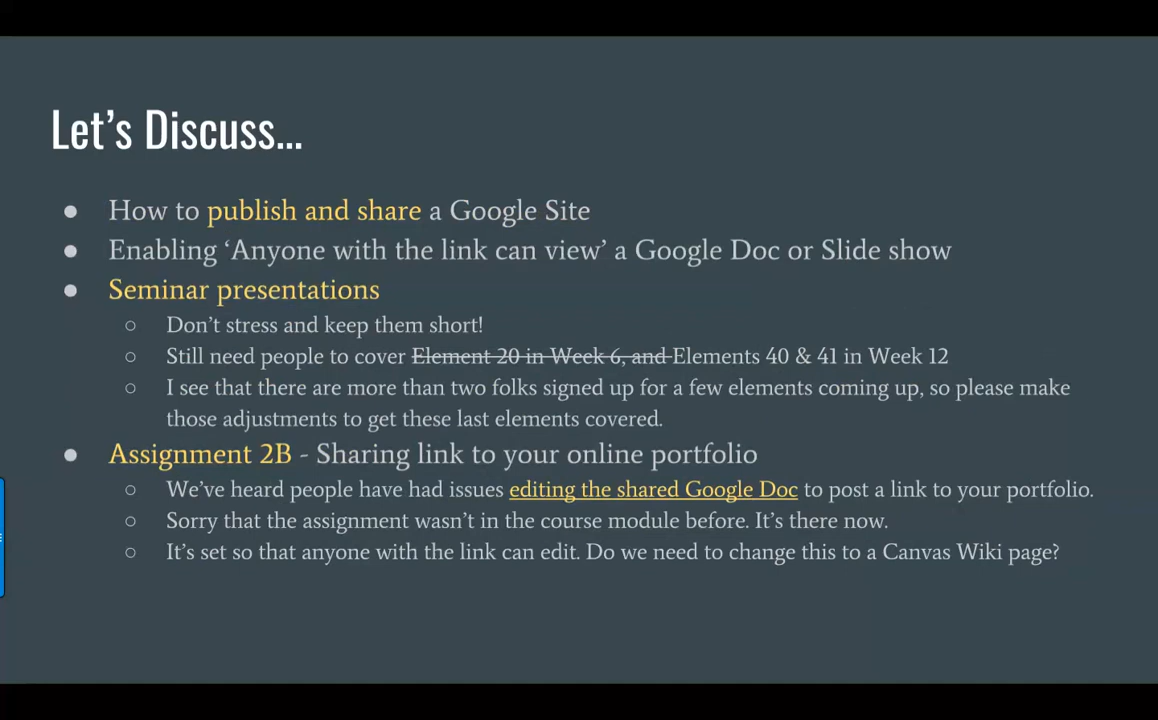 Let's Discuss...
● How to publish and share a Google Site
● Enabling ‘Anyone with the link can view’ a Google Doc or Slide show
● Seminar presentations
○ Don't stress and keep them short!
○ Still need people to cover Element 20 in Week 6, and Elements 40 & 41 in Week 12
○ I see that there are more than two folks signed up for a few elements coming up, so please make
those adjustments to get these last elements covered.
● Assignment 2B - Sharing link to your online portfolio
○ We've heard people have had issues editing the shared Google Doc to post a link to your portfolio.
○ Sorry that the assignment wasn't in the course module before. It's there now.
○ It's set so that anyone with the link can edit. Do we need to change this to a Canvas Wiki page?